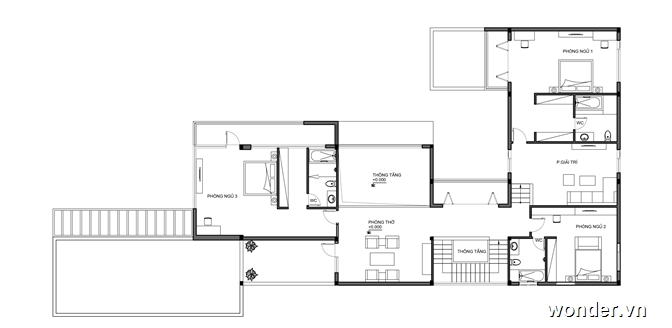 PHÒNG NGỦ 1
WC
P.GIẢI TRÍ
THÔNG TẦNG
+0.000
PHÒNG NGỦ 3
WC
PHÒNG THỜ
+0.000
PHÒNG NGỦ 2
WC
THÔNG TẦNG
wonder.vn